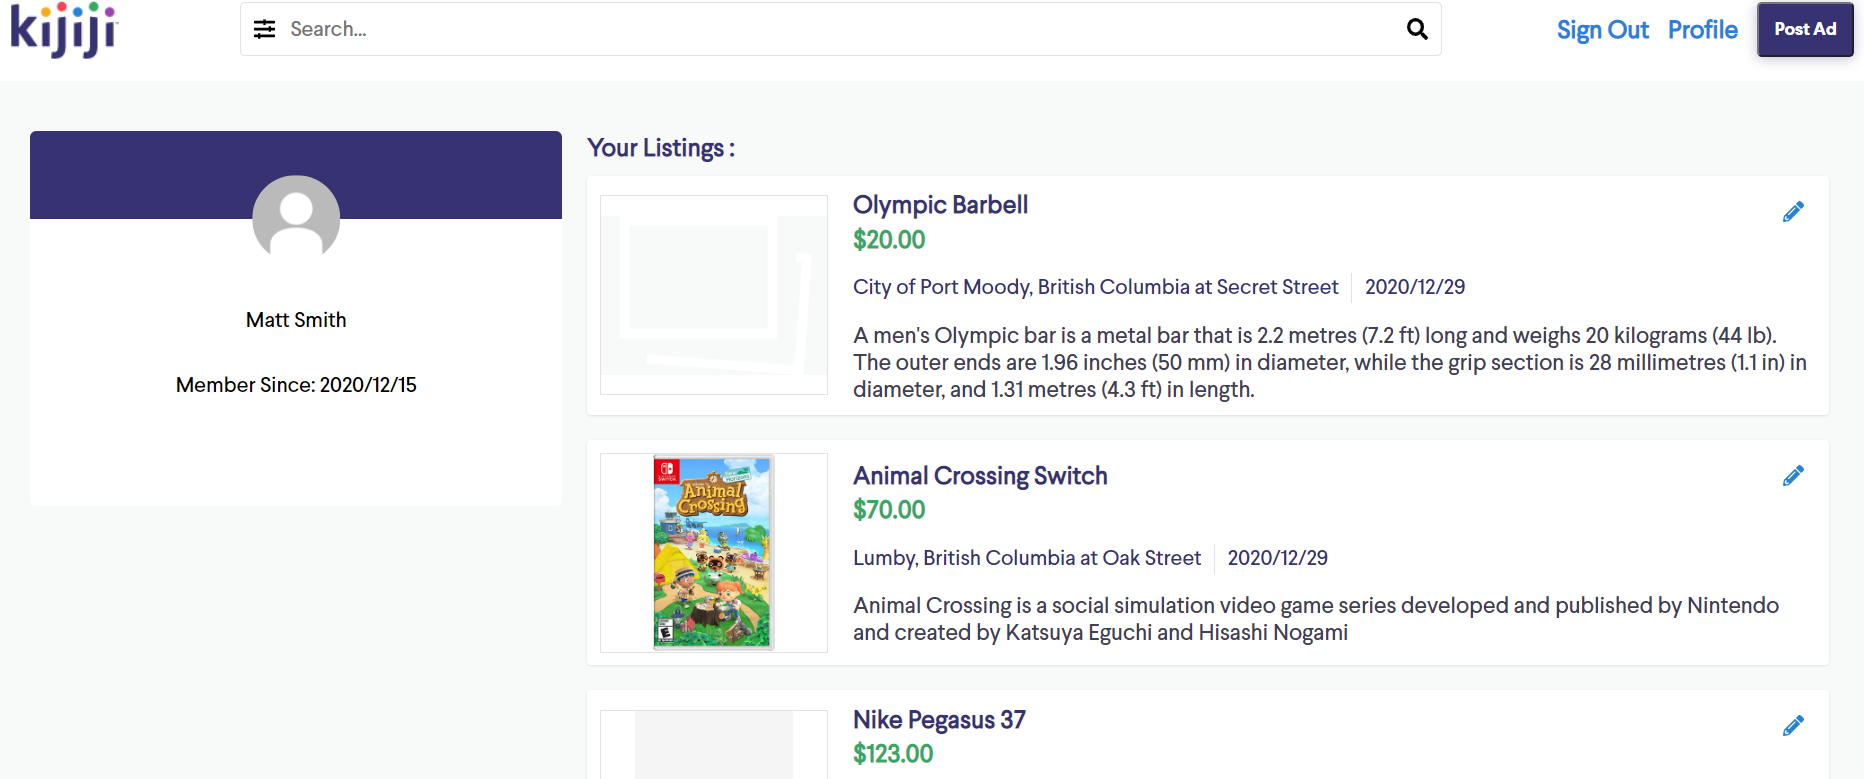 kijiji
Search...
Sign Out
Profile
Post Ad
Matt Smith
Member Since: 2020/12/15
Your Listings :
Olympic Barbell
$20.00
City of Port Moody, British Columbia at Secret Street
2020/12/29
A men's Olympic bar is a metal bar that is 2.2 metres (7.2 ft) long and weighs 20 kilograms (44 lb).
The outer ends are 1.96 inches (50 mm) in diameter, while the grip section is 28 millimetres (1.1 in) in
diameter, and 1.31 metres (4.3 ft) in length.
Animal
Crossing
E
Animal Crossing Switch
$70.00
Lumby, British Columbia at Oak Street
2020/12/29
Animal Crossing is a social simulation video game series developed and published by Nintendo
and created by Katsuya Eguchi and Hisashi Nogami
Nike Pegasus 37
$123.00